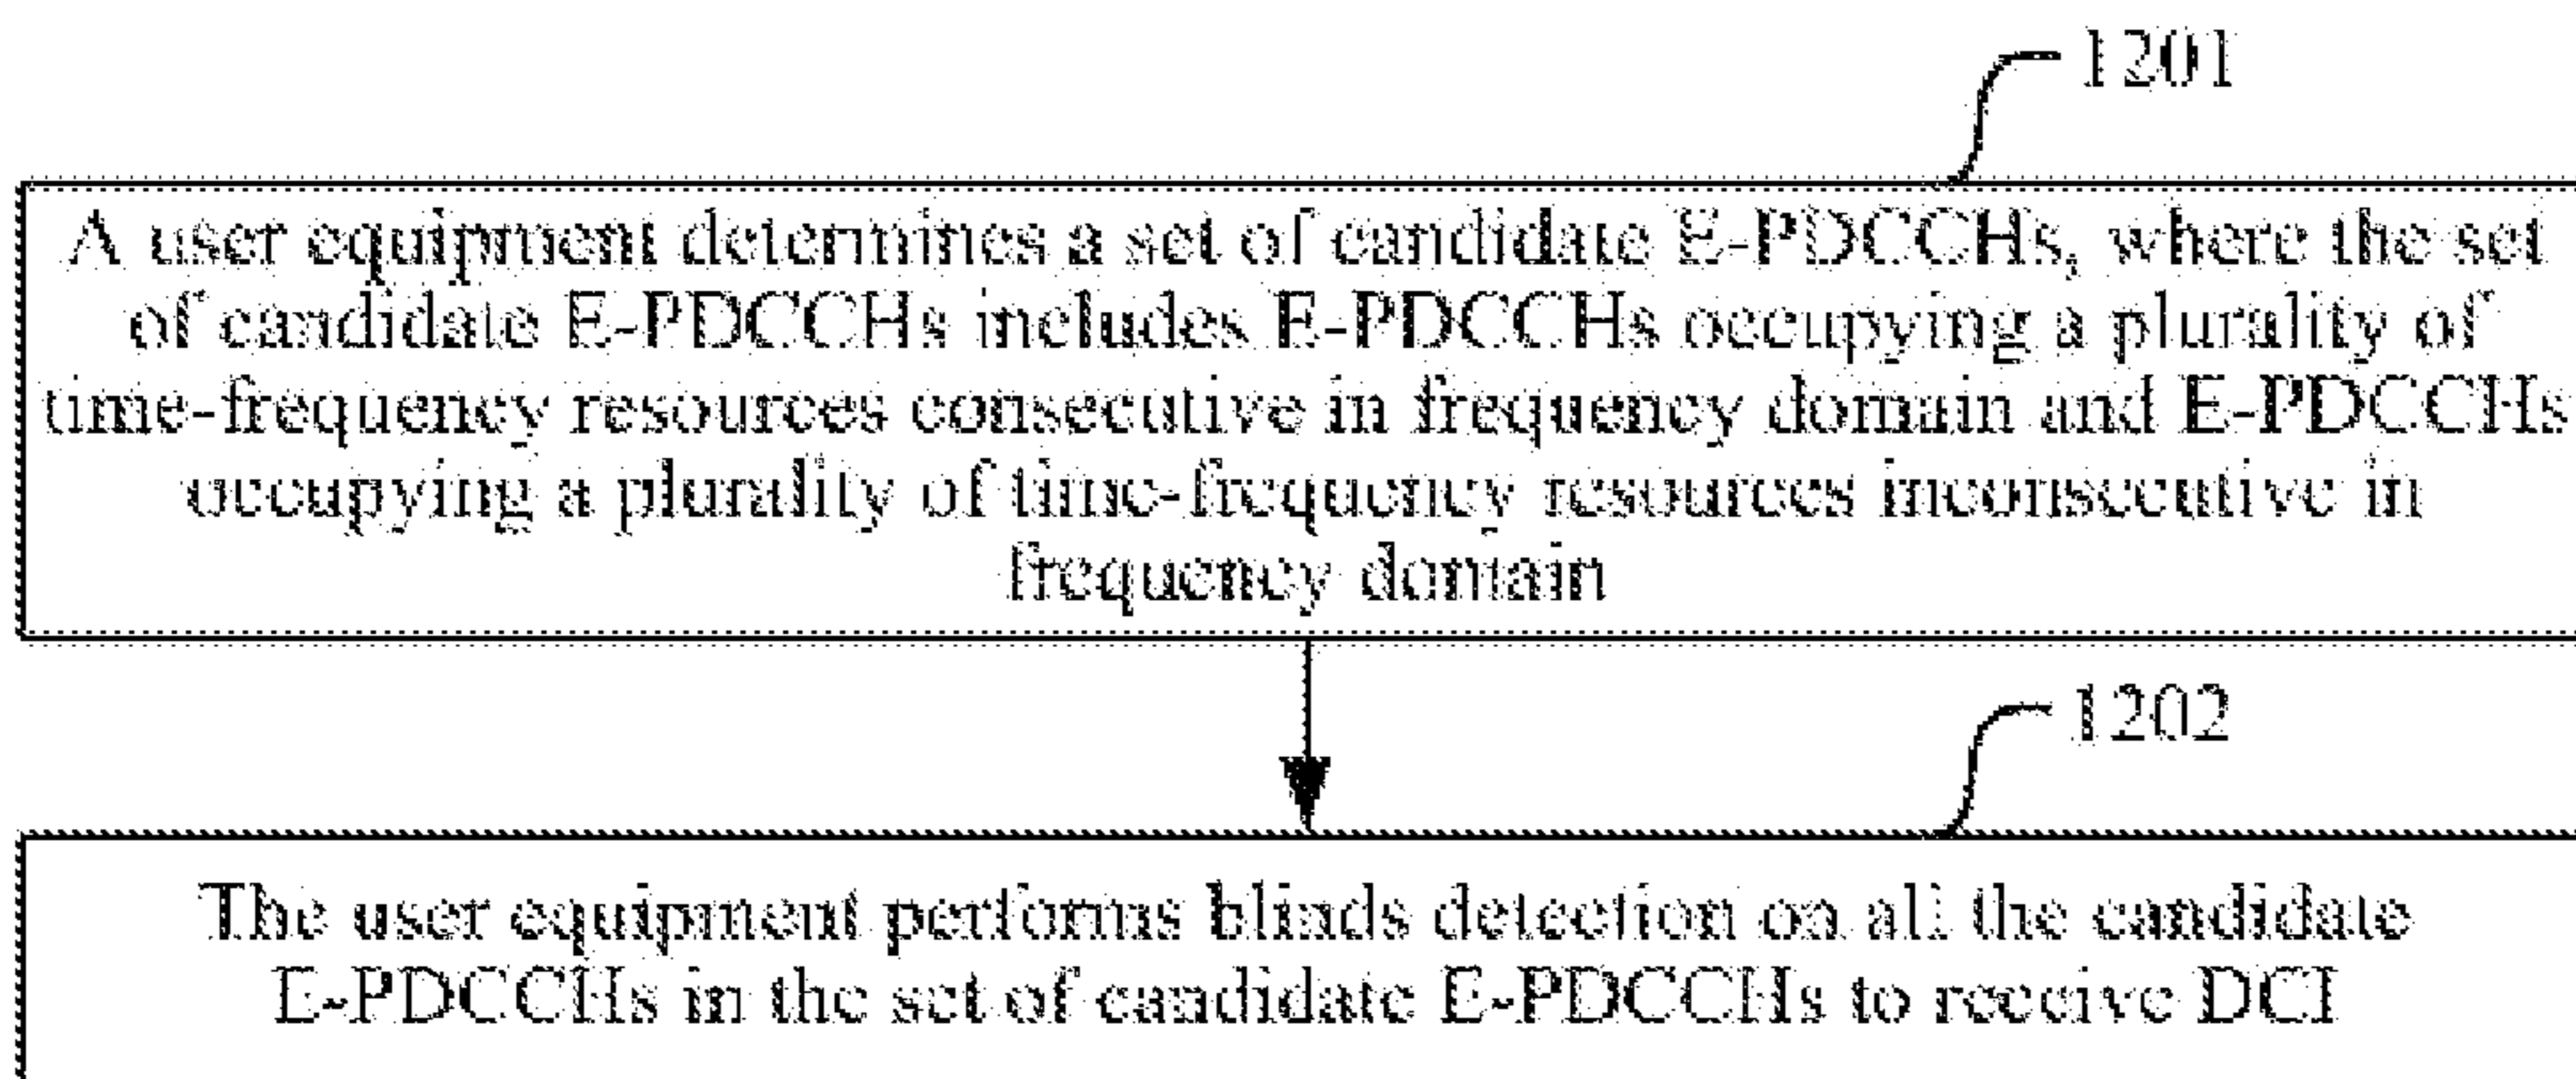 1201
A user equipment determines a set of candidate E-PDCCHs, where the set
of candidate E-PDCCHs includes E-PDCCHs occupying a plurality of
time-frequency resources consecutive in frequency domain and E-PDCCHs
occupying a plurality of time-frequency resources inconsecutive in
frequency domain
1202
The user equipment performs blinds detection on all the candidate
E-PDCCHs in the set of candidate E-PDCCHs to receive DCI